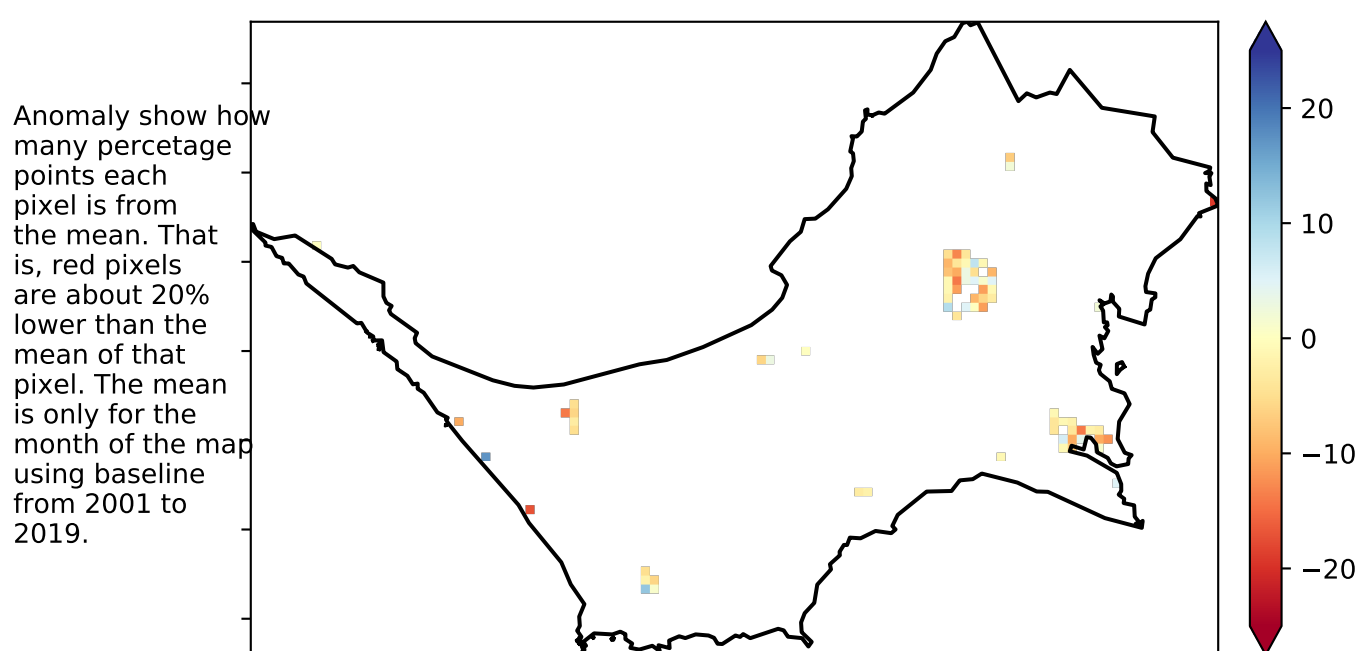 Anomaly show how
many percetage
points each
pixel is from
the mean. That
is, red pixels
are about 20%
lower than the
mean of that
pixel. The mean
is only for the
month of the map
using baseline
from 2001 to
2019.
20
10
0
−10
−20